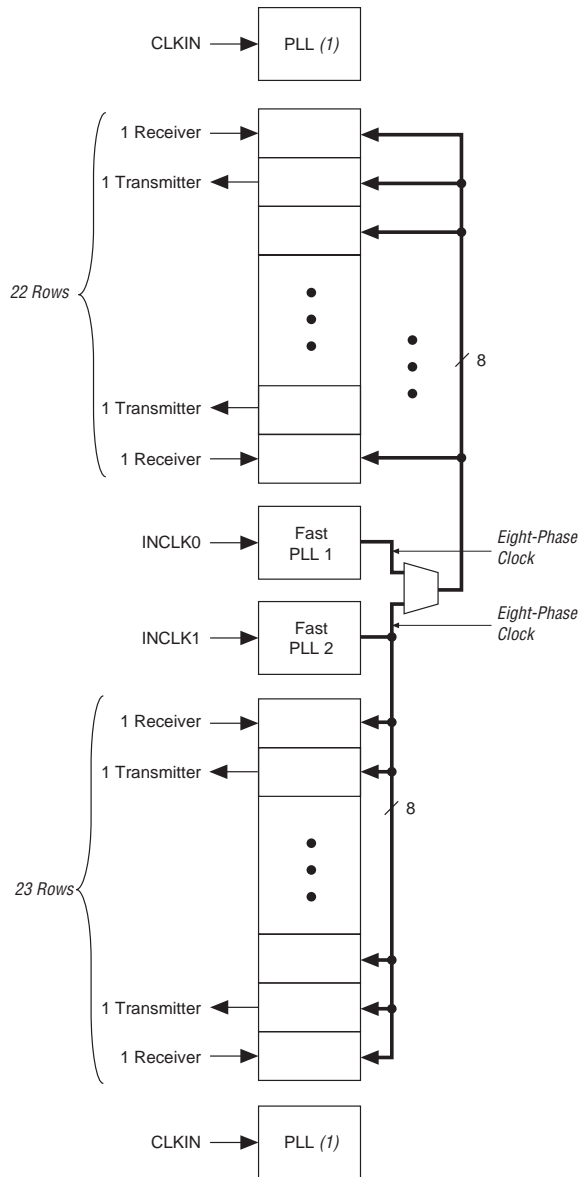 CLKIN
PLL (1)
1 Receiver
1 Transmitter
22 Rows
8
1 Transmitter
1 Receiver
INCLK0
Fast
PLL 1
Eight-Phase
Clock
INCLK1
Fast
PLL 2
Eight-Phase
Clock
1 Receiver
1 Transmitter
8
23 Rows
1 Transmitter
1 Receiver
CLKIN
PLL (1)